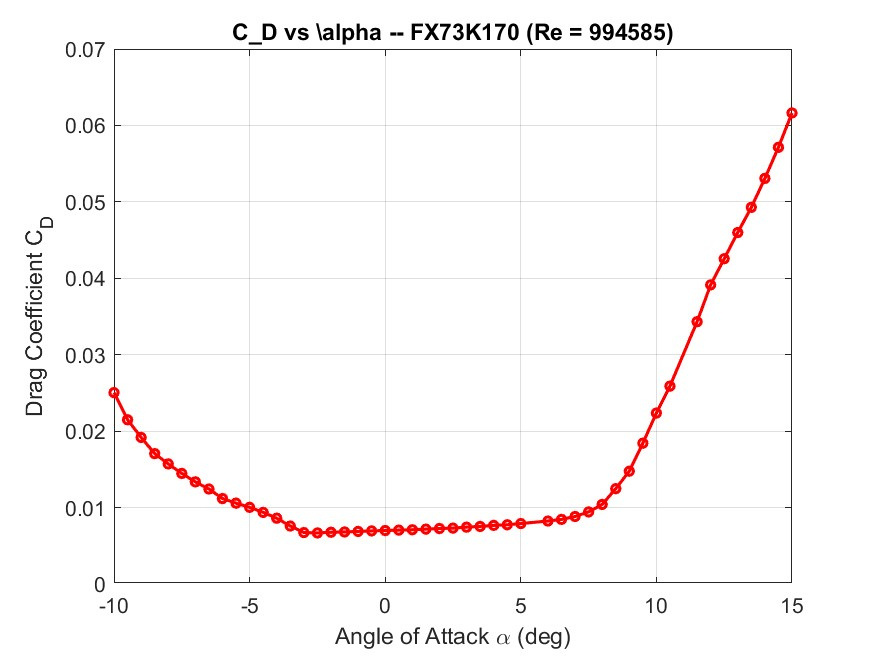 C_D vs \alpha -- FX73K170 (Re = 994585)
0.07
0.06
0.05
0.04
0.03
0.02
0.01
0
Drag Coefficient C_D
-10 -5 0 5 10 15
Angle of Attack α (deg)